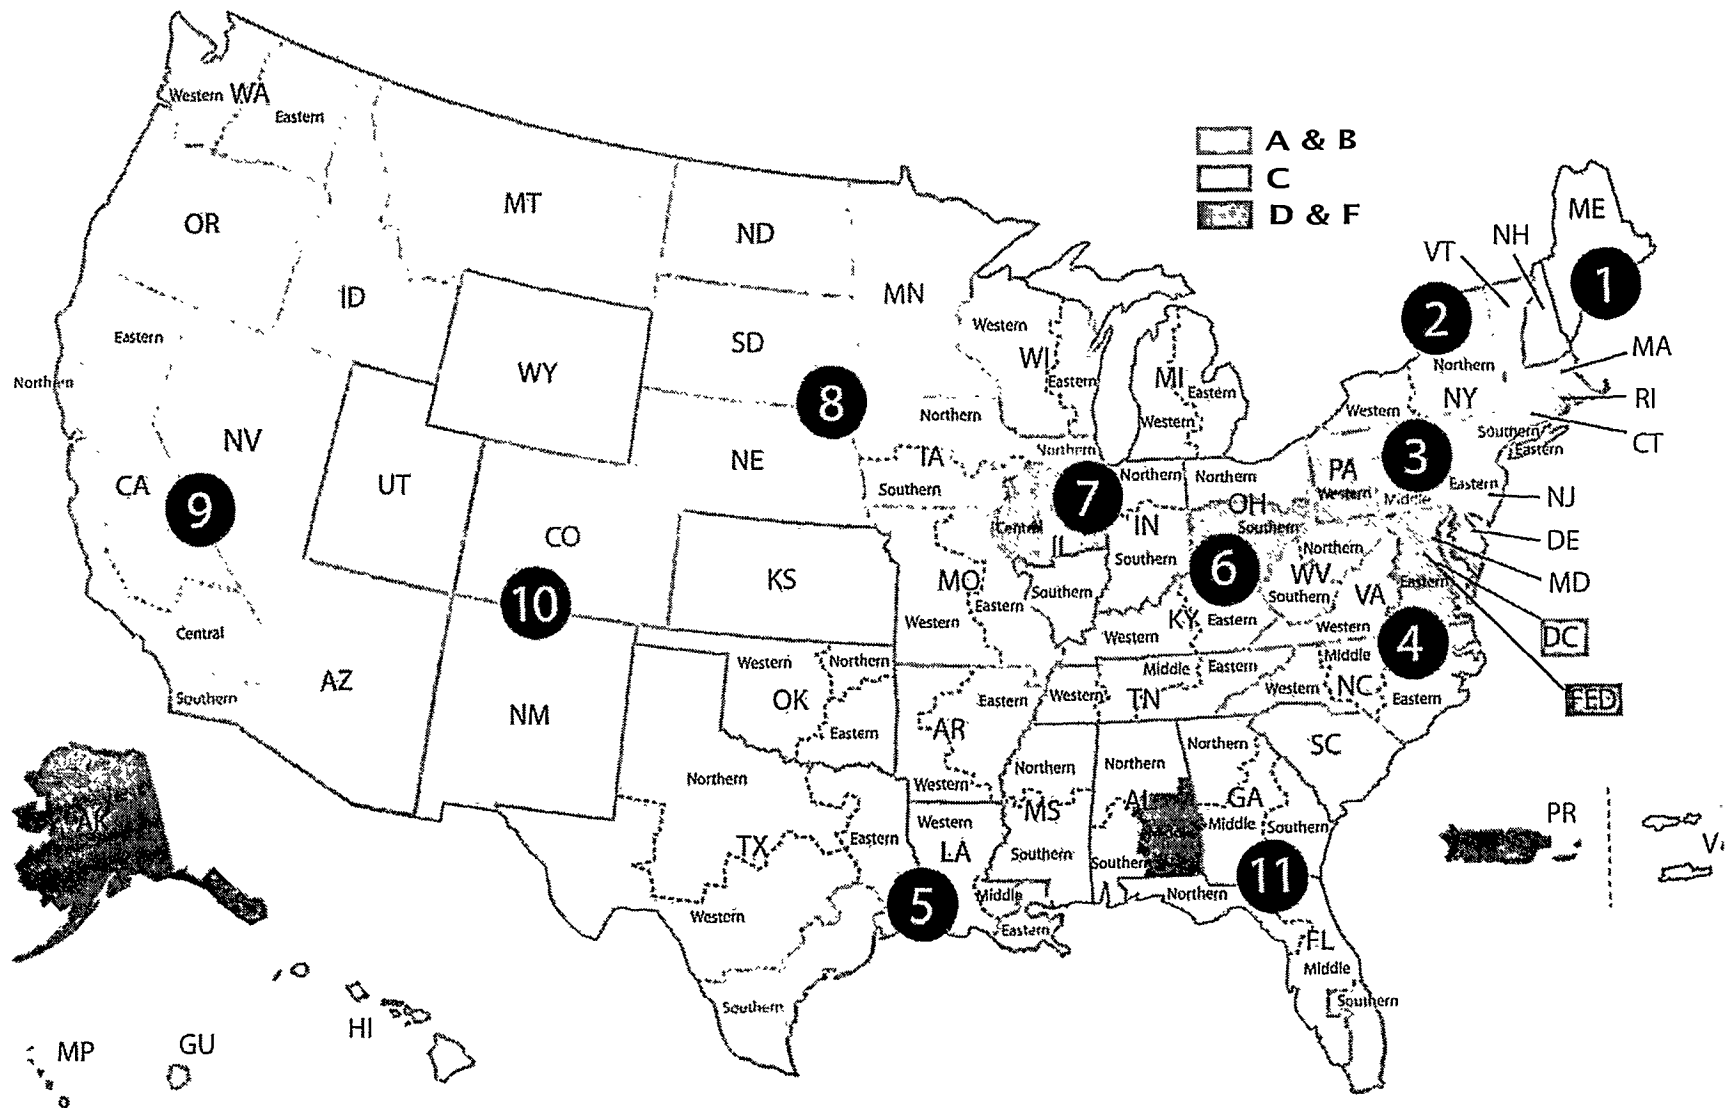 A & B
C
D & F
Western
WA
Eastern
OR
MT
ND
MN
ID
SD
WY
Eastern
Northern
NV
CA
UT
NE
CO
KS
Central
Southern
AZ
NM
Western
WI
Eastern
MI
Western
Eastern
Northern
IA
Southern
Northern
Central
IL
Southern
Northern
IN
Southern
Northern
OH
Southern
MO
Eastern
Western
KY
Western
Eastern
Northern
WV
Southern
VA
Eastern
Western
PA
Western
Middle
Eastern
Northern
NY
Western
Southern
Eastern
ME
NH
VT
MA
RI
CT
NJ
DE
MD
DC
FED
Western
Northern
OK
Eastern
Eastern
AR
Western
Western
Middle
TN
Eastern
Western
Middle
NC
Eastern
SC
Northern
TX
Eastern
Western
Southern
Western
LA
Middle
Eastern
Northern
MS
Southern
Northern
AL
Southern
Northern
GA
Middle
Southern
Northern
FL
Middle
Southern
AK
HI
MP
GU
PR
1
2
3
4
5
6
7
8
9
10
11